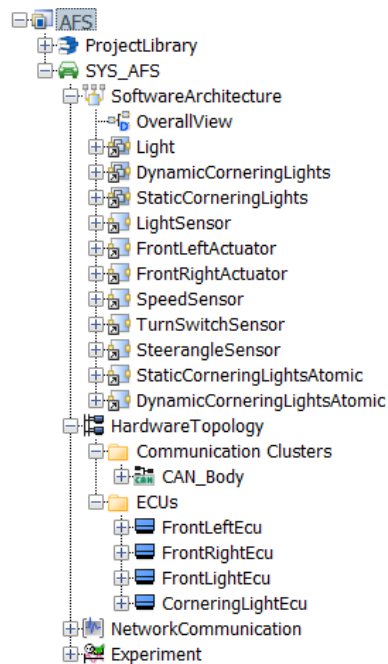 AFS
ProjectLibrary
SYS_AFS
SoftwareArchitecture
OverallView
Light
DynamicCorneringLights
StaticCorneringLights
LightSensor
FrontLeftActuator
FrontRightActuator
SpeedSensor
TurnSwitchSensor
SteerangleSensor
StaticCorneringLightsAtomic
DynamicCorneringLightsAtomic
HardwareTopology
Communication Clusters
CAN_Body
ECUs
FrontLeftEcu
FrontRightEcu
FrontLightEcu
CorneringLightEcu
NetworkCommunication
Experiment